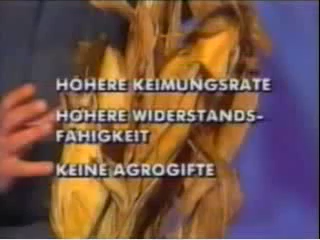 HÖHERE KEIMUNGSRATE
HÖHERE WIDERSTANDS-
FÄHIGKEIT
KEINE AGROGIFTE